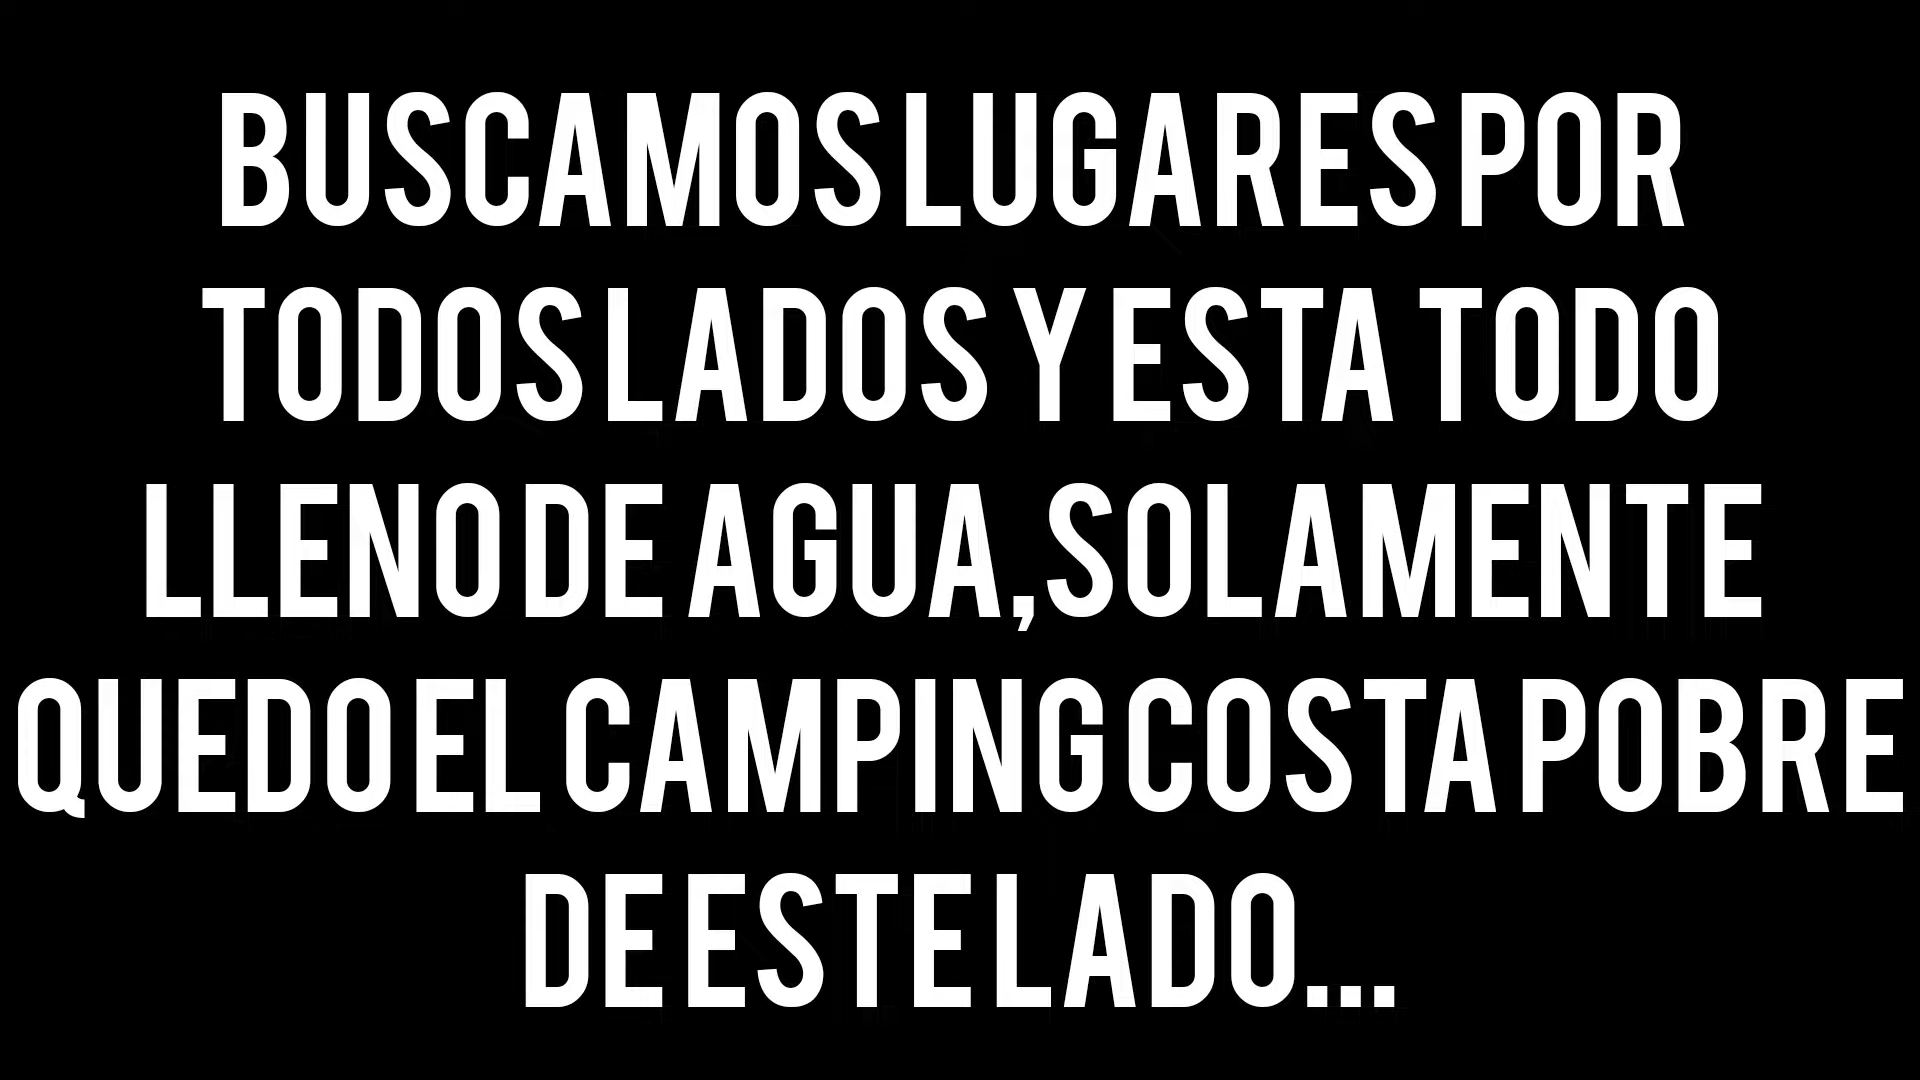 BUSCAMOS LUGARES POR
TODOS LADOS Y ESTA TODO
LLENO DE AGUA,SOLAMENTE
QUEDO EL CAMPING COSTA POBRE
DE ESTE LADO...